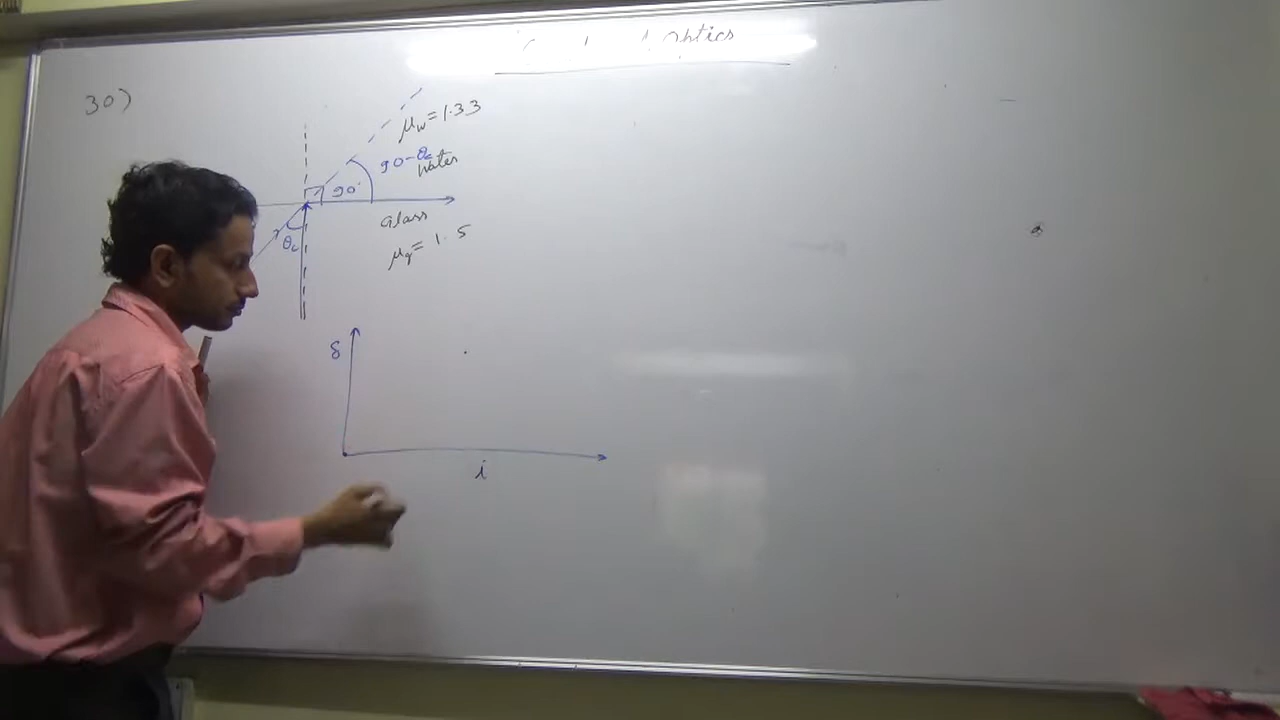 Optics
30)
μw = 1.33
90-θc
water
90°
Glass
θc
μg = 1.5
δ
i